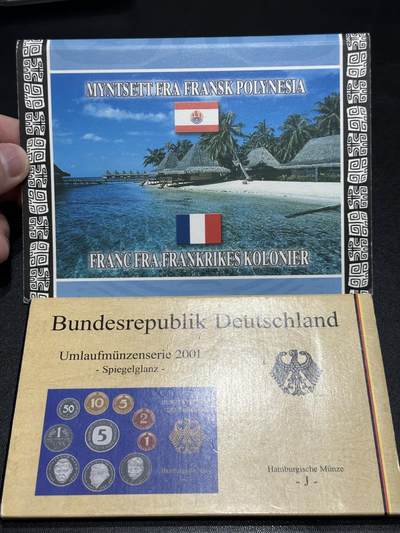 MYNTSETT FRA FRANSK POLYNESIA
FRANC FRA FRANKRIKES KOLONIER
Bundesrepublik Deutschland
Umlaufmünzenserie 2001
- Spiegelglanz -
50
10
5
2
1
5
1
Hamburgische Münze
- J -